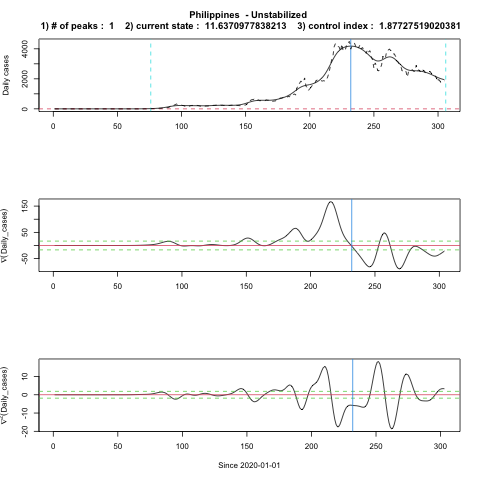 Philippines - Unstabilized
1) # of peaks : 1 2) current state : 11.6370977838213 3) control index : 1.87727519020381
Daily cases
0 2000 4000
0 50 100 150 200 250 300
∇(Daily_cases)
-50 50 150
0 50 100 150 200 250 300
∇²(Daily_cases)
-20 -10 0 10
0 50 100 150 200 250 300
Since 2020-01-01